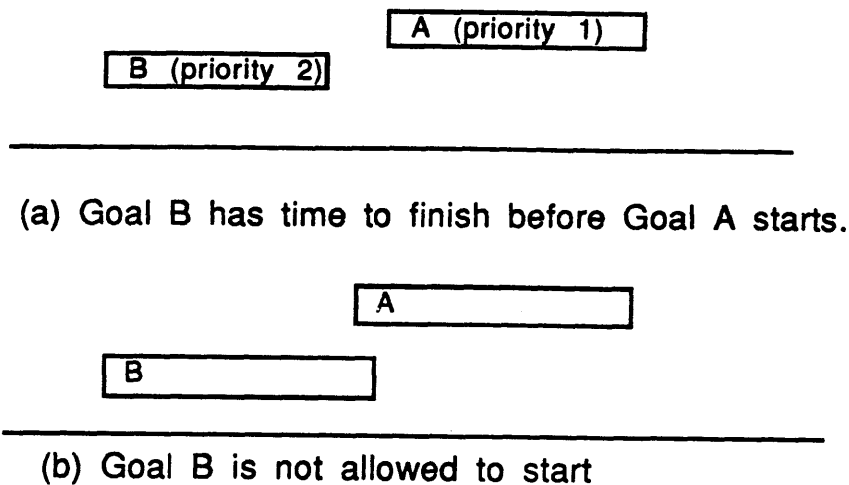 A (priority 1)
B (priority 2)
(a) Goal B has time to finish before Goal A starts.
A
B
(b) Goal B is not allowed to start